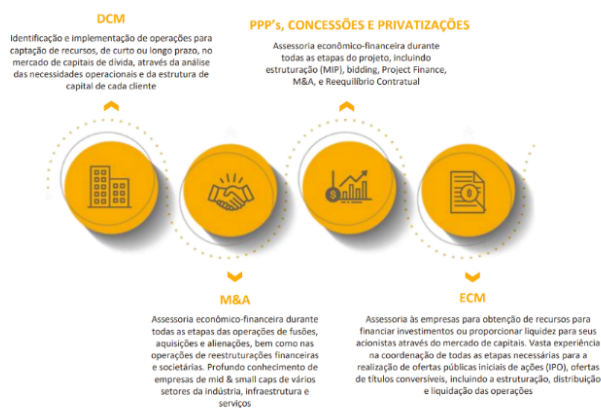 DCM
Identificação e implementação de operações para
captação de recursos, de curto ou longo prazo, no
mercado de capitais de dívida, através da análise
das necessidades operacionais e da estrutura de
capital de cada cliente
PPP's, CONCESSÕES E PRIVATIZAÇÕES
Assessoria econômico-financeira durante
todas as etapas do projeto, incluindo
estruturação (MIP), bidding, Project Finance,
M&A, e Reequilíbrio Contratual
M&A
Assessoria econômico-financeira durante
todas as etapas das operações de fusões,
aquisições e alienações, bem como nas
operações de reestruturações financeiras
e societárias. Profundo conhecimento de
empresas de mid & small caps de vários
setores da indústria, infraestrutura e
serviços
ECM
Assessoria às empresas para obtenção de recursos para
financiar investimentos ou proporcionar liquidez para seus
acionistas através do mercado de capitais. Vasta experiência
na coordenação de todas as etapas necessárias para a
realização de ofertas públicas iniciais de ações (IPO), ofertas
de títulos conversíveis, incluindo a estruturação, distribuição
e liquidação das operações